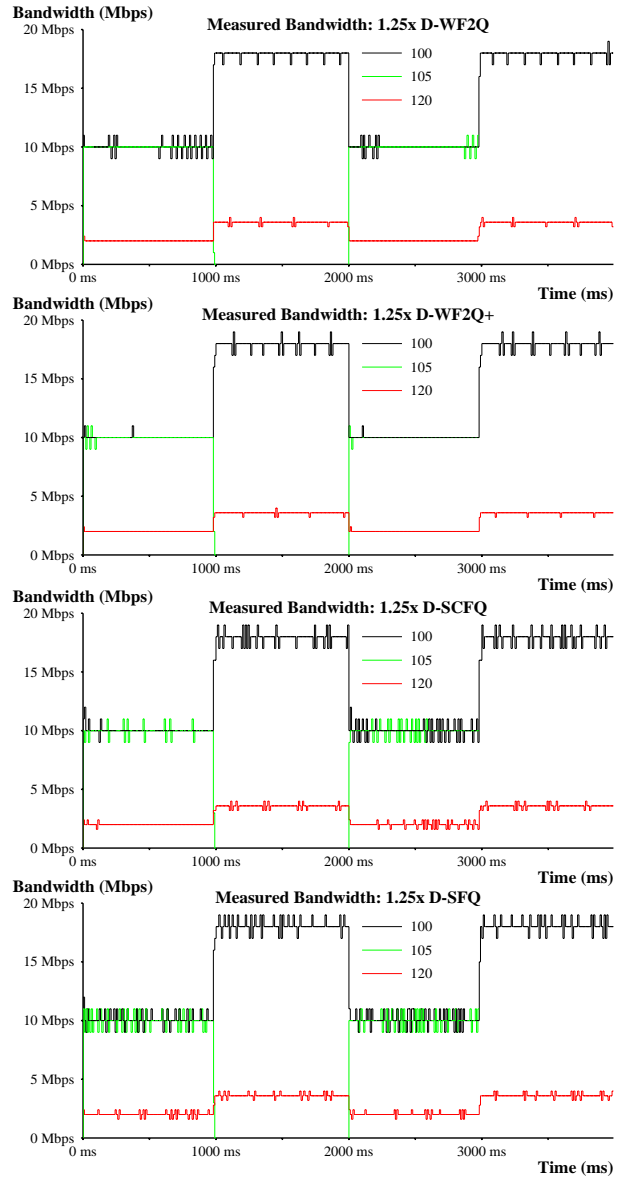 Bandwidth (Mbps)
Measured Bandwidth: 1.25x D-WF2Q
20 Mbps
100
105
15 Mbps
120
10 Mbps
5 Mbps
0 Mbps
0 ms 1000 ms 2000 ms 3000 ms
Time (ms)
Bandwidth (Mbps)
Measured Bandwidth: 1.25x D-WF2Q+
20 Mbps
100
105
15 Mbps
120
10 Mbps
5 Mbps
0 Mbps
0 ms 1000 ms 2000 ms 3000 ms
Time (ms)
Bandwidth (Mbps)
Measured Bandwidth: 1.25x D-SCFQ
20 Mbps
100
105
15 Mbps
120
10 Mbps
5 Mbps
0 Mbps
0 ms 1000 ms 2000 ms 3000 ms
Time (ms)
Bandwidth (Mbps)
Measured Bandwidth: 1.25x D-SFQ
20 Mbps
100
105
15 Mbps
120
10 Mbps
5 Mbps
0 Mbps
0 ms 1000 ms 2000 ms 3000 ms
Time (ms)